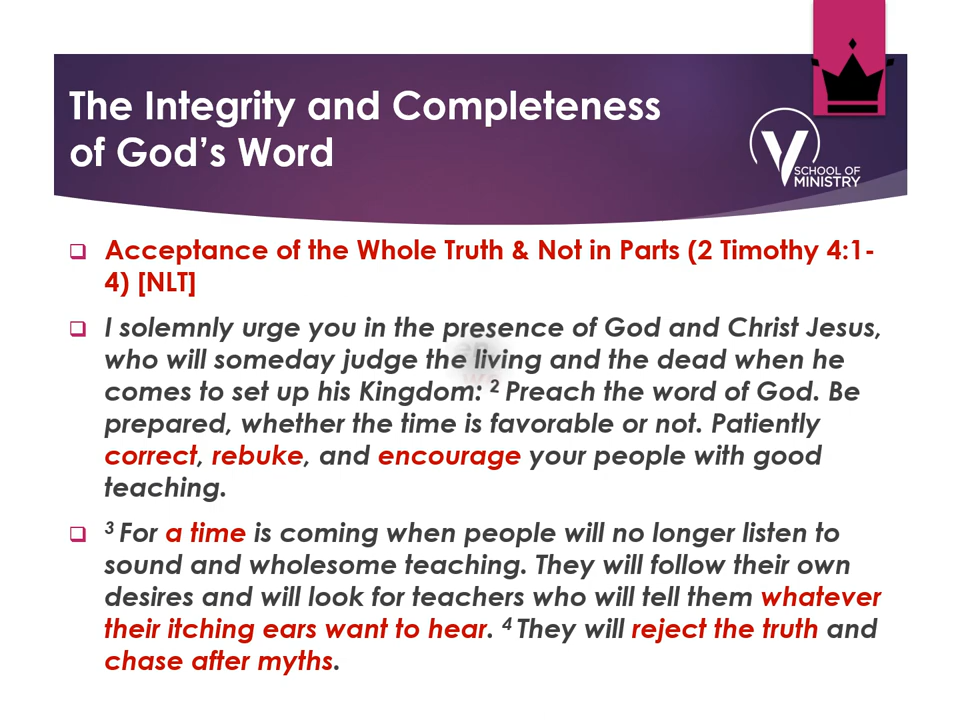 The Integrity and Completeness
of God's Word
V SCHOOL OF
MINISTRY
Acceptance of the Whole Truth & Not in Parts (2 Timothy 4:1-
4) [NLT]
I solemnly urge you in the presence of God and Christ Jesus,
who will someday judge the living and the dead when he
comes to set up his Kingdom: ² Preach the word of God. Be
prepared, whether the time is favorable or not. Patiently
correct, rebuke, and encourage your people with good
teaching.
³ For a time is coming when people will no longer listen to
sound and wholesome teaching. They will follow their own
desires and will look for teachers who will tell them whatever
their itching ears want to hear. ⁴ They will reject the truth and
chase after myths.